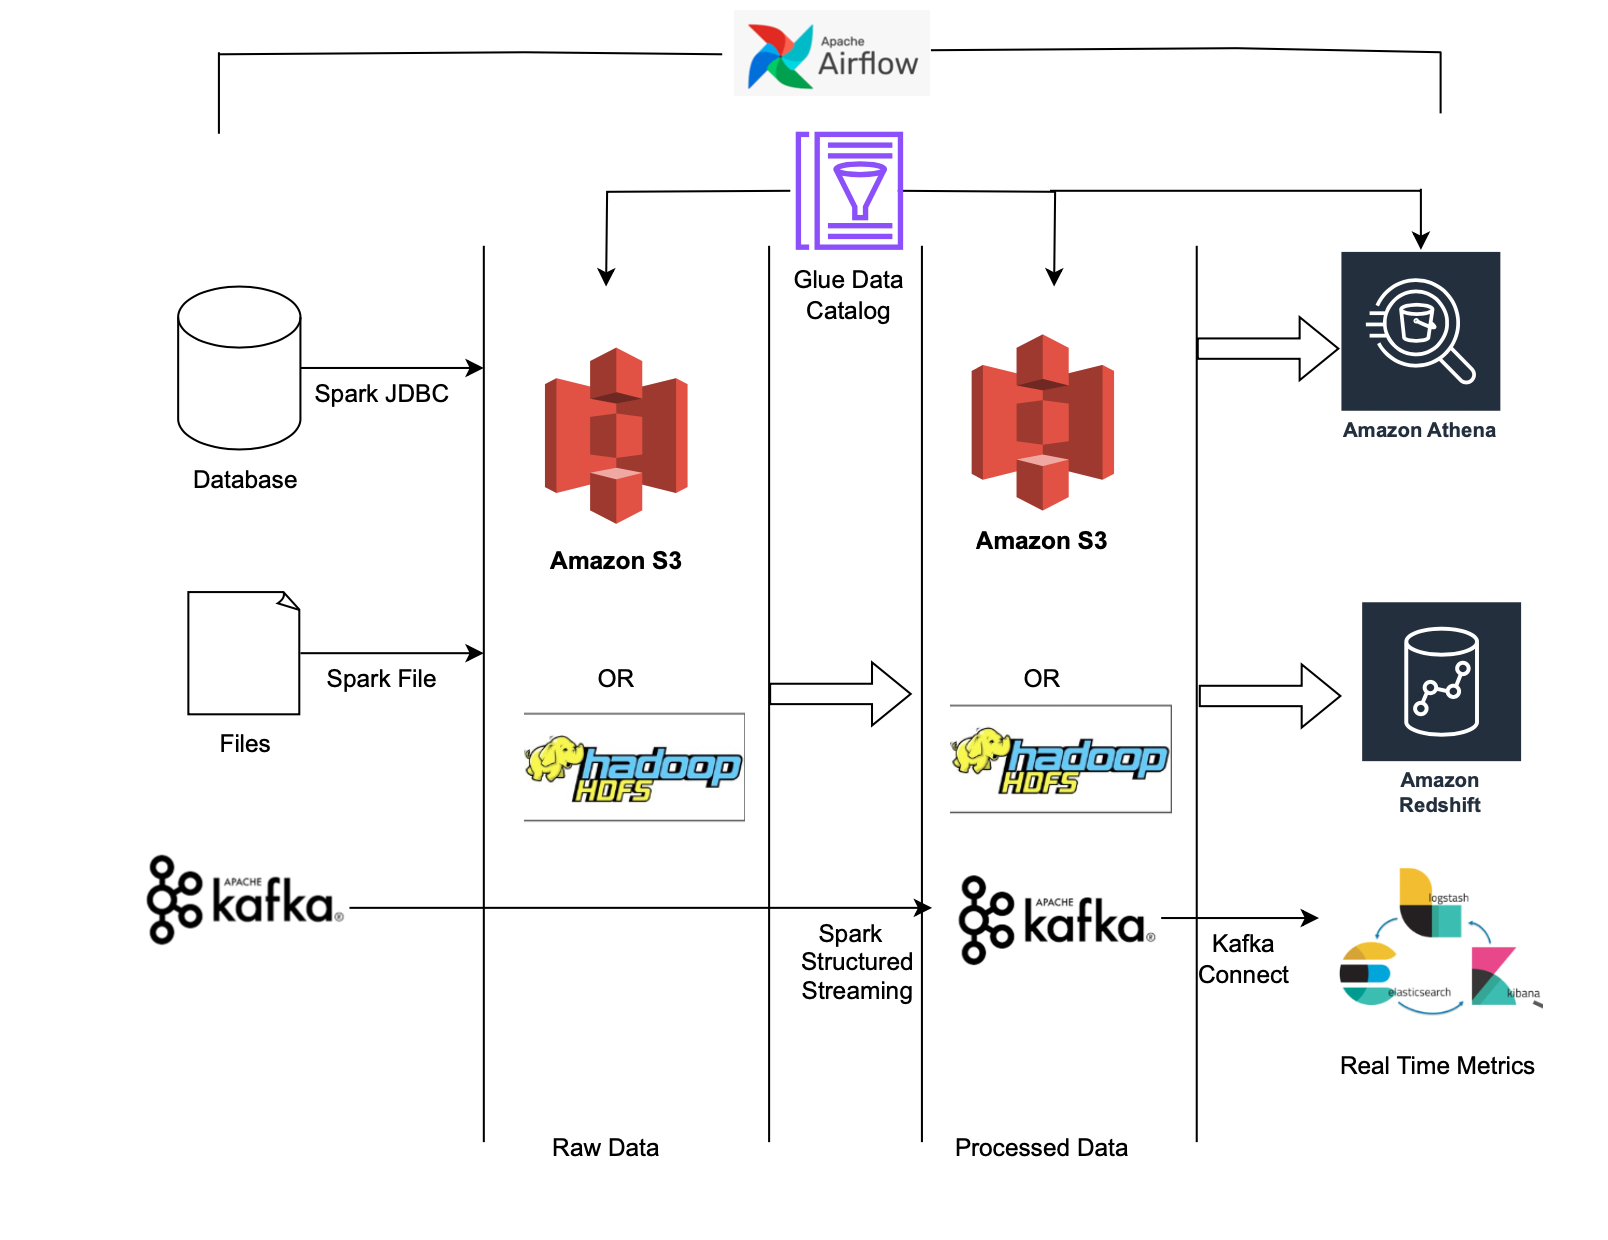 Apache
Airflow
Glue Data
Catalog
Spark JDBC
Database
Amazon S3
Amazon S3
Amazon Athena
Spark File
Files
OR
OR
hadoop
HDFS
hadoop
HDFS
Amazon
Redshift
APACHE
kafka®
Spark
Structured
Streaming
APACHE
kafka®
Kafka
Connect
logstash
elasticsearch
kibana
Real Time Metrics
Raw Data
Processed Data